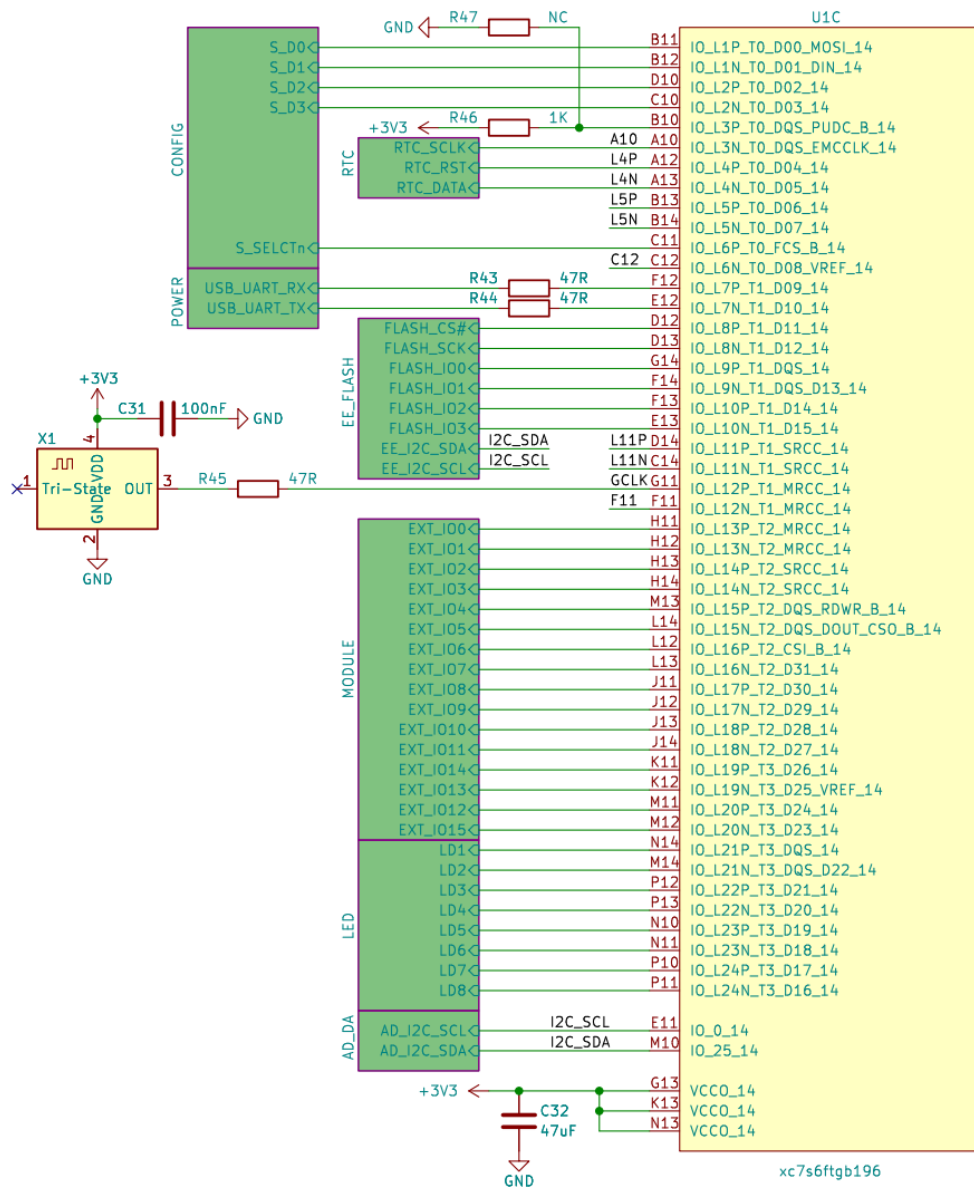 U1C
GND R47 NC
CONFIG
S_D0 B11 IO_L1P_T0_D00_MOSI_14
S_D1 B12 IO_L1N_T0_D01_DIN_14
S_D2 D10 IO_L2P_T0_D02_14
S_D3 C10 IO_L2N_T0_D03_14
+3V3 R46 1K B10 IO_L3P_T0_DQS_PUDC_B_14
RTC
RTC_SCLK A10 A10 IO_L3N_T0_DQS_EMCCLK_14
RTC_RST L4P A12 IO_L4P_T0_D04_14
RTC_DATA L4N A13 IO_L4N_T0_D05_14
L5P B13 IO_L5P_T0_D06_14
L5N B14 IO_L5N_T0_D07_14
S_SELCTn C11 IO_L6P_T0_FCS_B_14
C12 C12 IO_L6N_T0_D08_VREF_14
POWER
USB_UART_RX R43 47R F12 IO_L7P_T1_D09_14
USB_UART_TX R44 47R E12 IO_L7N_T1_D10_14
EE_FLASH
FLASH_CS# D12 IO_L8P_T1_D11_14
FLASH_SCK D13 IO_L8N_T1_D12_14
FLASH_IO0 G14 IO_L9P_T1_DQS_14
FLASH_IO1 F14 IO_L9N_T1_DQS_D13_14
FLASH_IO2 F13 IO_L10P_T1_D14_14
FLASH_IO3 E13 IO_L10N_T1_D15_14
EE_I2C_SDA I2C_SDA L11P D14 IO_L11P_T1_SRCC_14
EE_I2C_SCL I2C_SCL L11N C14 IO_L11N_T1_SRCC_14
+3V3
C31 100nF GND
X1 4 VDD
1 Tri-State OUT 3 R45 47R GCLK G11 IO_L12P_T1_MRCC_14
GND 2
GND
F11 F11 IO_L12N_T1_MRCC_14
MODULE
EXT_IO0 H11 IO_L13P_T2_MRCC_14
EXT_IO1 H12 IO_L13N_T2_MRCC_14
EXT_IO2 H13 IO_L14P_T2_SRCC_14
EXT_IO3 H14 IO_L14N_T2_SRCC_14
EXT_IO4 M13 IO_L15P_T2_DQS_RDWR_B_14
EXT_IO5 L14 IO_L15N_T2_DQS_DOUT_CSO_B_14
EXT_IO6 L12 IO_L16P_T2_CSI_B_14
EXT_IO7 L13 IO_L16N_T2_D31_14
EXT_IO8 J11 IO_L17P_T2_D30_14
EXT_IO9 J12 IO_L17N_T2_D29_14
EXT_IO10 J13 IO_L18P_T2_D28_14
EXT_IO11 J14 IO_L18N_T2_D27_14
EXT_IO14 K11 IO_L19P_T3_D26_14
EXT_IO13 K12 IO_L19N_T3_D25_VREF_14
EXT_IO12 M11 IO_L20P_T3_D24_14
EXT_IO15 M12 IO_L20N_T3_D23_14
LED
LD1 N14 IO_L21P_T3_DQS_14
LD2 M14 IO_L21N_T3_DQS_D22_14
LD3 P12 IO_L22P_T3_D21_14
LD4 P13 IO_L22N_T3_D20_14
LD5 N10 IO_L23P_T3_D19_14
LD6 N11 IO_L23N_T3_D18_14
LD7 P10 IO_L24P_T3_D17_14
LD8 P11 IO_L24N_T3_D16_14
AD_DA
AD_I2C_SCL I2C_SCL E11 IO_0_14
AD_I2C_SDA I2C_SDA M10 IO_25_14
+3V3 G13 VCCO_14
K13 VCCO_14
N13 VCCO_14
C32
47uF
GND
xc7s6ftgb196